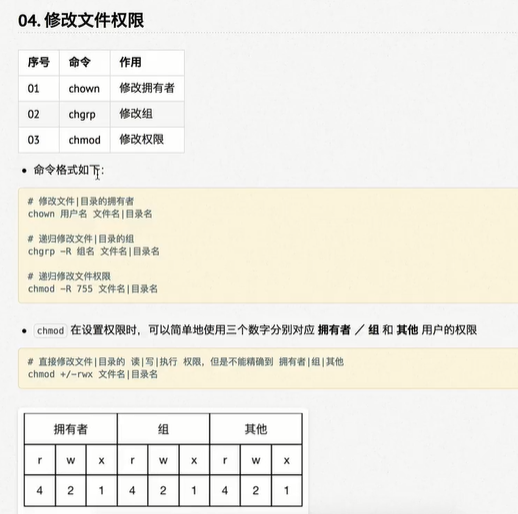 04. 修改文件权限
序号 命令 作用
01 chown 修改拥有者
02 chgrp 修改组
03 chmod 修改权限
命令格式如下:
# 修改文件|目录的拥有者
chown 用户名 文件名|目录名
# 递归修改文件|目录的组
chgrp -R 组名 文件名|目录名
# 递归修改文件权限
chmod -R 755 文件名|目录名
chmod 在设置权限时，可以简单地使用三个数字分别对应 拥有者 ／ 组 和 其他 用户的权限
# 直接修改文件|目录的 读|写|执行 权限，但是不能精确到 拥有者|组|其他
chmod +/-rwx 文件名|目录名
拥有者 组 其他
r w x r w x r w x
4 2 1 4 2 1 4 2 1